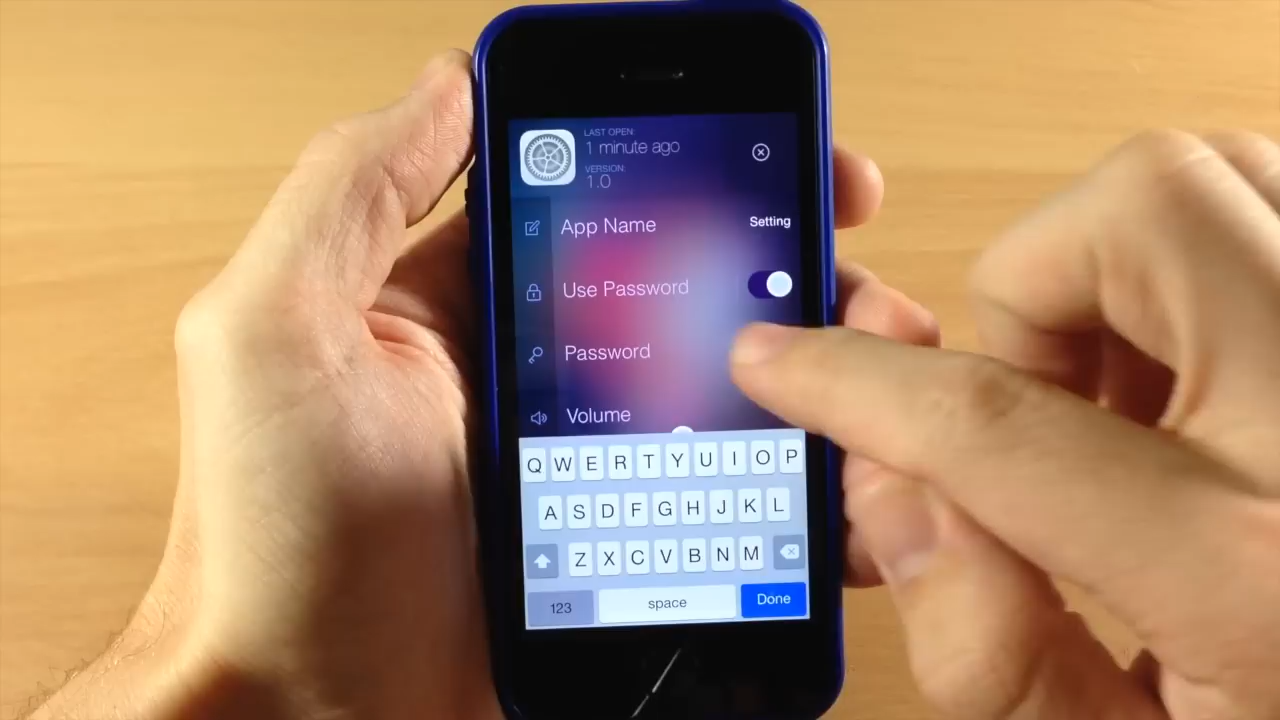 LAST OPEN:
1 minute ago
VERSION:
1.0
App Name Setting
Use Password
Password
Volume
Q W E R T Y U I O P
A S D F G H J K L
Z X C V B N M
123 space Done